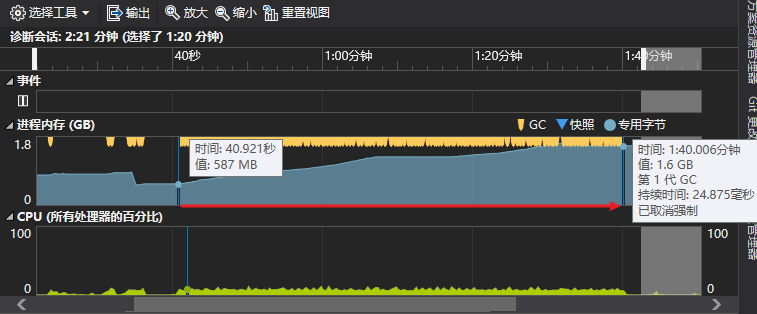 选择工具 输出 放大 缩小 重置视图
诊断会话: 2:21 分钟 (选择了 1:20 分钟)
40秒 1:00分钟 1:20分钟 1:40分钟
事件
进程内存 (GB) GC 快照 专用字节
1.8
0
时间: 40.921秒
值: 587 MB
时间: 1:40.006分钟
值: 1.6 GB
第 1 代 GC
持续时间: 24.875毫秒
已取消强制
CPU (所有处理器的百分比)
100 100
0 0
方案资源管理器
Git 更改
管理器